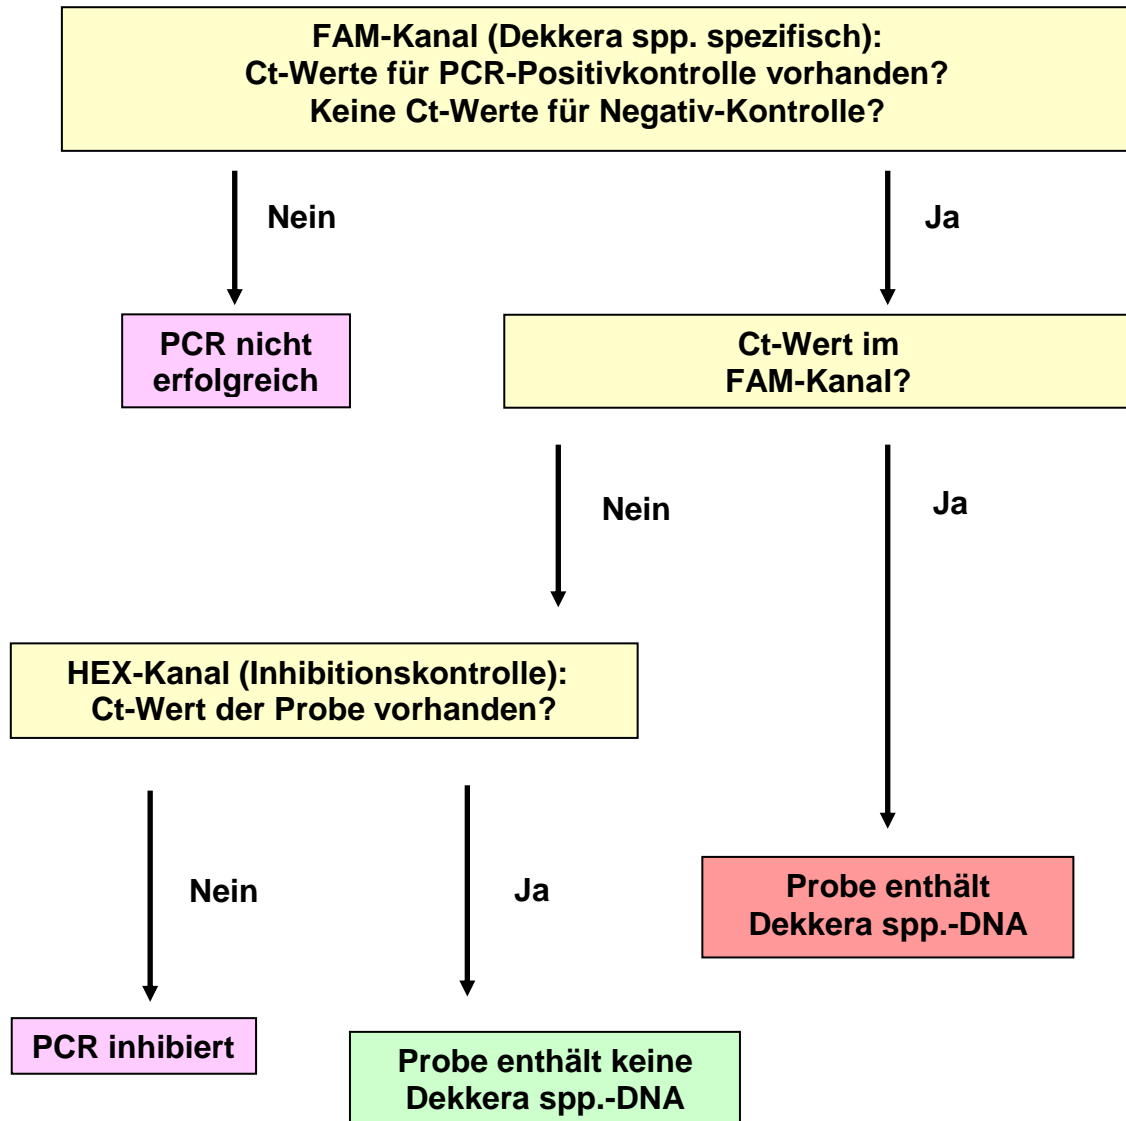 FAM-Kanal (Dekkera spp. spezifisch):
Ct-Werte für PCR-Positivkontrolle vorhanden?
Keine Ct-Werte für Negativ-Kontrolle?
Nein
Ja
PCR nicht
erfolgreich
Ct-Wert im
FAM-Kanal?
Nein
Ja
HEX-Kanal (Inhibitionskontrolle):
Ct-Wert der Probe vorhanden?
Nein
Ja
Probe enthält
Dekkera spp.-DNA
PCR inhibiert
Probe enthält keine
Dekkera spp.-DNA